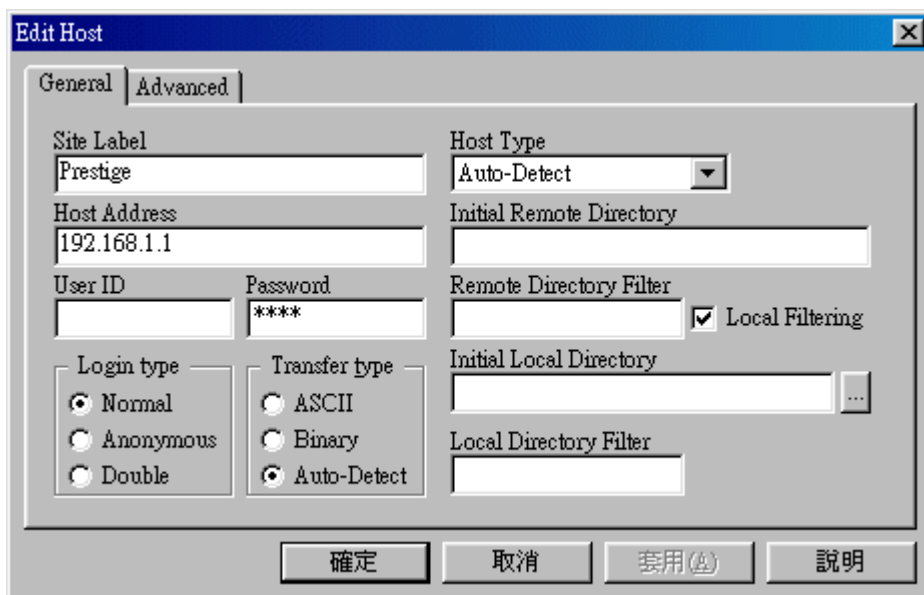 Edit Host
General
Advanced
Site Label
Prestige
Host Type
Auto-Detect
Host Address
192.168.1.1
Initial Remote Directory
User ID
Password
****
Remote Directory Filter
Local Filtering
Login type
Normal
Anonymous
Double
Transfer type
ASCII
Binary
Auto-Detect
Initial Local Directory
...
Local Directory Filter
確定
取消
套用(A)
說明